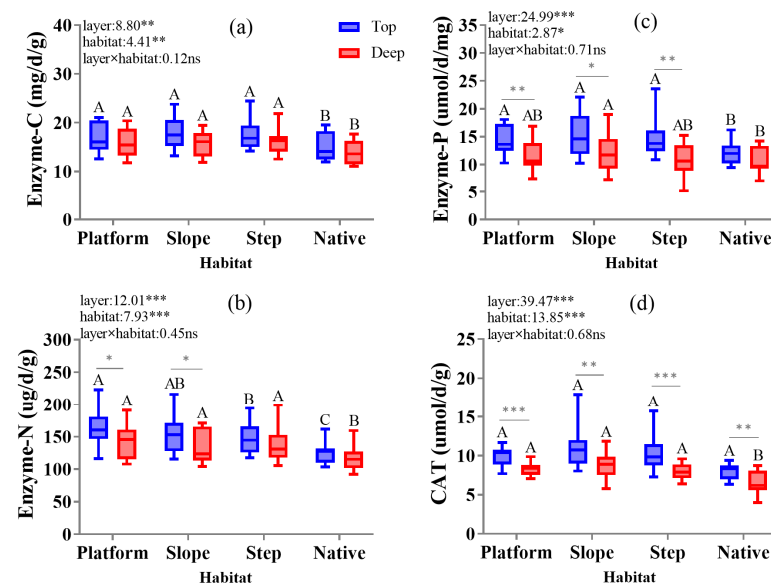 layer:8.80**
habitat:4.41**
layer×habitat:0.12ns
(a)
Top
Deep
Enzyme-C (mg/d/g)
40
30
20
10
0
A A A A A A B B
Platform Slope Step Native
Habitat
layer:24.99***
habitat:2.87*
layer×habitat:0.71ns
(c)
Enzyme-P (umol/d/mg)
35
30
25
20
15
10
5
0
** * **
A AB A A A AB B B
Platform Slope Step Native
Habitat
layer:12.01***
habitat:7.93***
layer×habitat:0.45ns
(b)
Enzyme-N (ug/d/g)
300
250
200
150
100
50
0
* *
A A AB A B A C B
Platform Slope Step Native
Habitat
layer:39.47***
habitat:13.85***
layer×habitat:0.68ns
(d)
CAT (umol/d/g)
25
20
15
10
5
0
*** ** *** **
A A A A A A A B
Platform Slope Step Native
Habitat